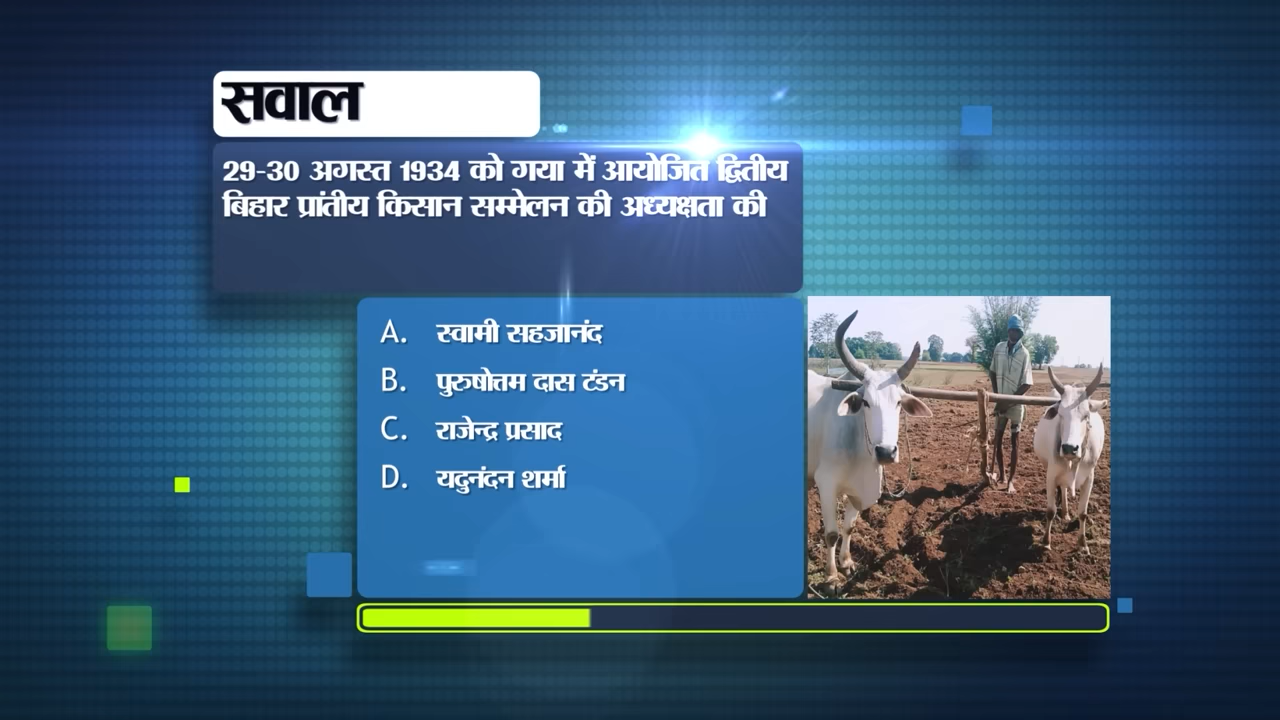 सवाल
29-30 अगस्त 1934 को गया में आयोजित द्वितीय
बिहार प्रांतीय किसान सम्मेलन की अध्यक्षता की
A. स्वामी सहजानंद
B. पुरुषोत्तम दास टंडन
C. राजेन्द्र प्रसाद
D. यदुनंदन शर्मा